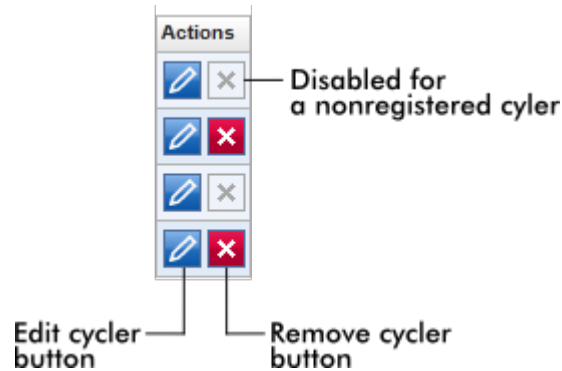 Actions
Disabled for
a nonregistered cyler
Edit cycler
button
Remove cycler
button